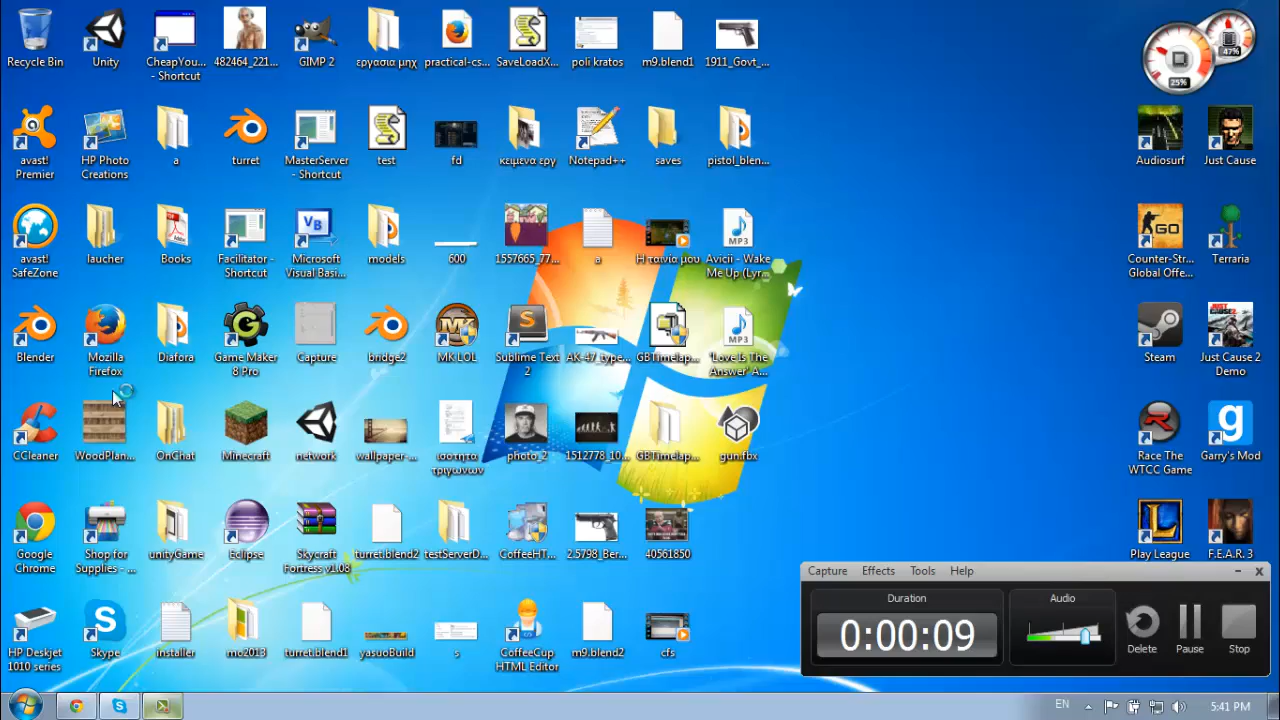 Recycle Bin
Unity
CheapYou...
- Shortcut
482464_221...
GIMP 2
εργασια μηχ
practical-cs...
SaveLoadX...
poli kratos
m9.blend1
1911_Govt_...
47%
25%
avast!
Premier
HP Photo
Creations
a
turret
MasterServer
- Shortcut
test
fd
κειμενα εργ
Notepad++
saves
pistol_blen...
Audiosurf
Just Cause
avast!
SafeZone
laucher
Books
Facilitator -
Shortcut
Microsoft
Visual Basi...
models
600
1557665_77...
a
Η ταινία μου
MP3
Avicii - Wake
Me Up (Lyr...
GO
Counter-Str...
Global Offe...
Terraria
Blender
Mozilla
Firefox
Diafora
Game Maker
8 Pro
Capture
bridge2
MK LOL
Sublime Text
2
AK-47_type...
GBTimelap...
MP3
'Love Is The
Answer' A...
Steam
Just Cause 2
Demo
CCleaner
WoodPlan...
OnChat
Minecraft
network
wallpaper-...
ισοτητα
τριγωνων
photo_2
1512778_10...
GBTimelap...
gun.fbx
Race The
WTCC Game
Garry's Mod
Google
Chrome
Shop for
Supplies - ...
unityGame
Eclipse
Skycraft
Fortress v1.08
turret.blend2
testServerD...
CoffeeHT...
2.5798_Ber...
40561850
Play League
F.E.A.R. 3
Capture Effects Tools Help
Duration
Audio
0:00:09
Delete
Pause
Stop
HP Deskjet
1010 series
Skype
installer
mo2013
turret.blend1
yasuoBuild
s
CoffeeCup
HTML Editor
m9.blend2
cfs
EN
5:41 PM